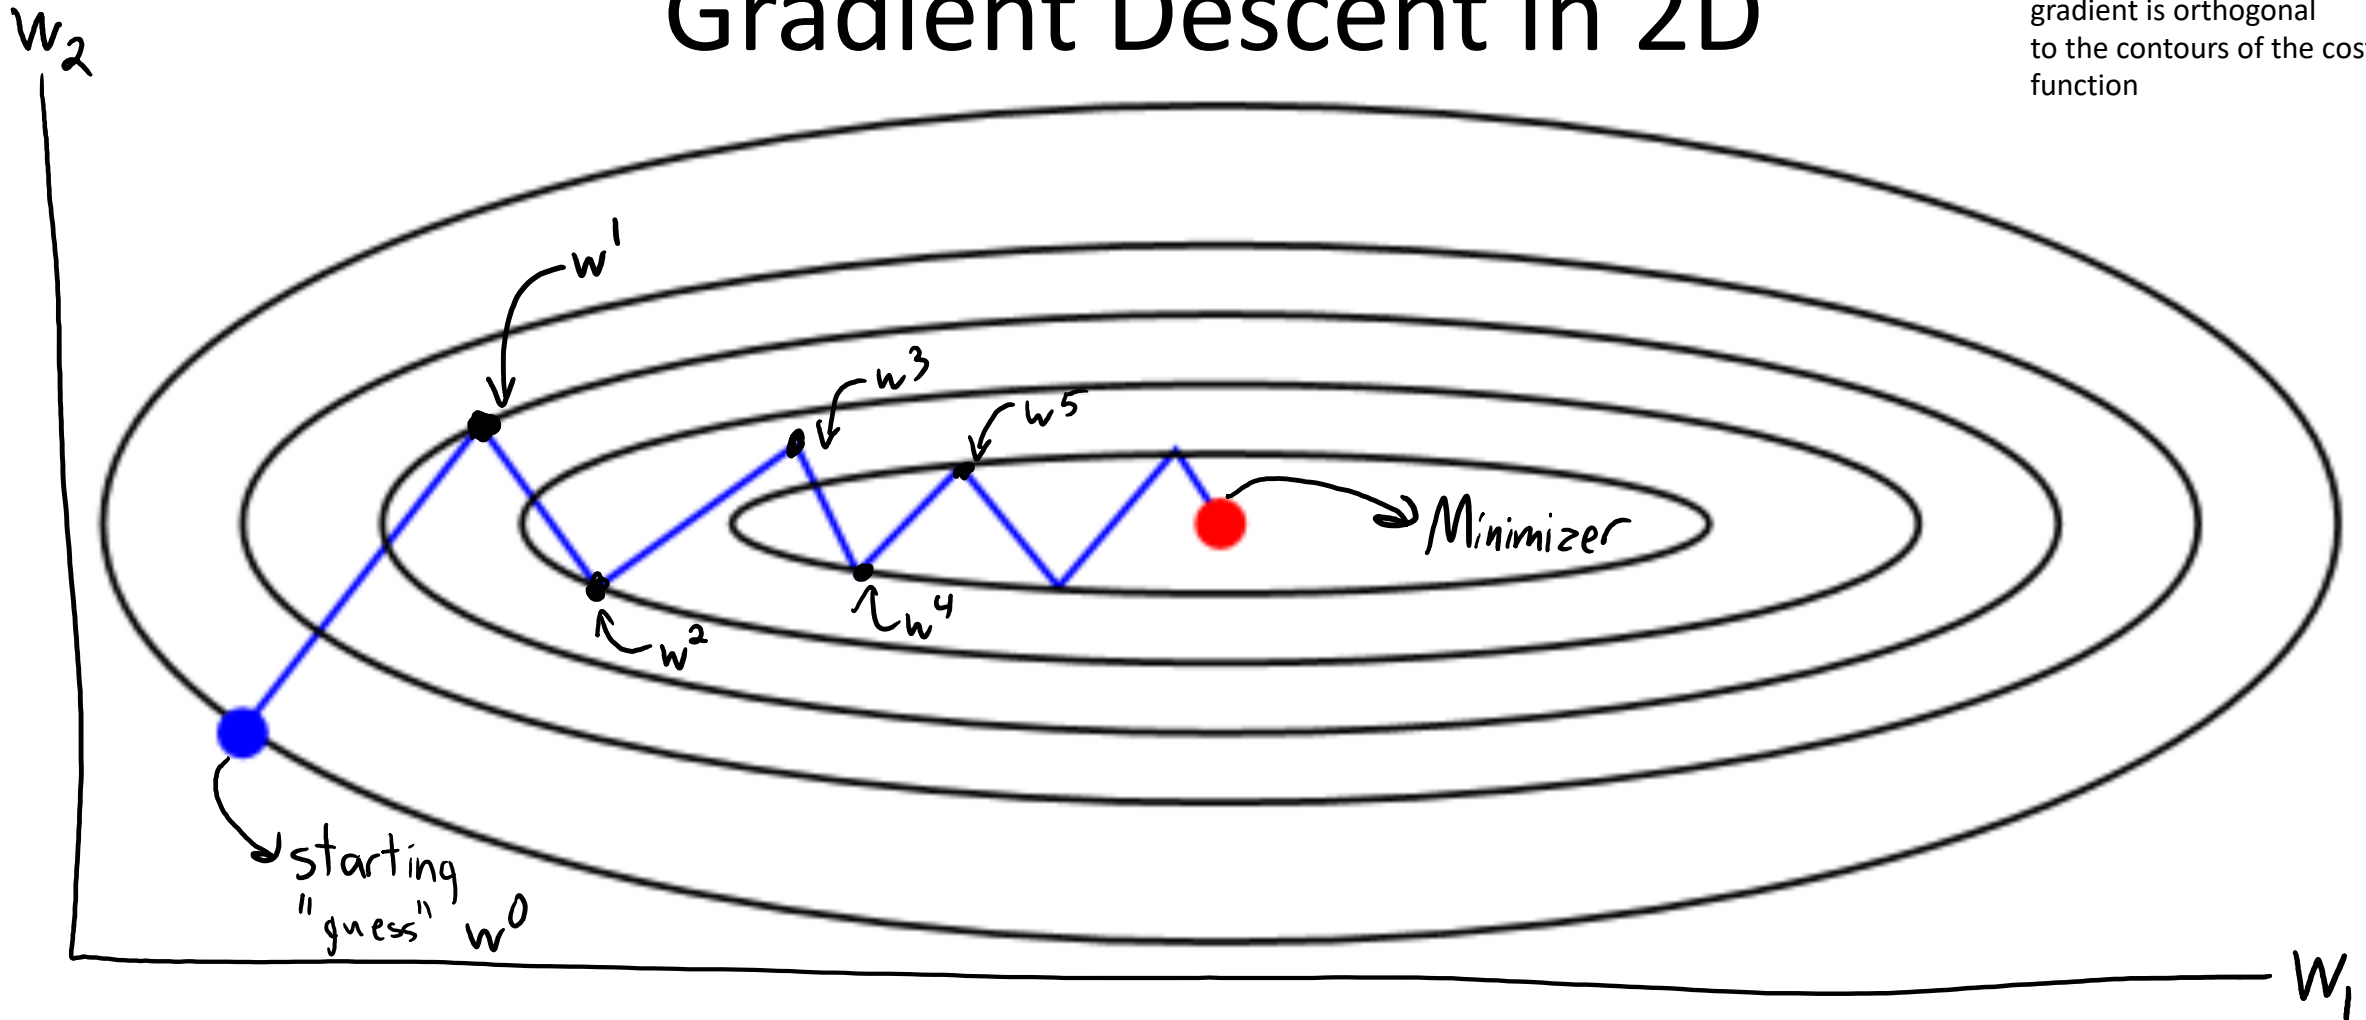 Gradient Descent in 2D
gradient is orthogonal
to the contours of the cos
function
W₂
w¹
w³
w⁵
Minimizer
w⁴
w²
starting
"guess" w⁰
W₁